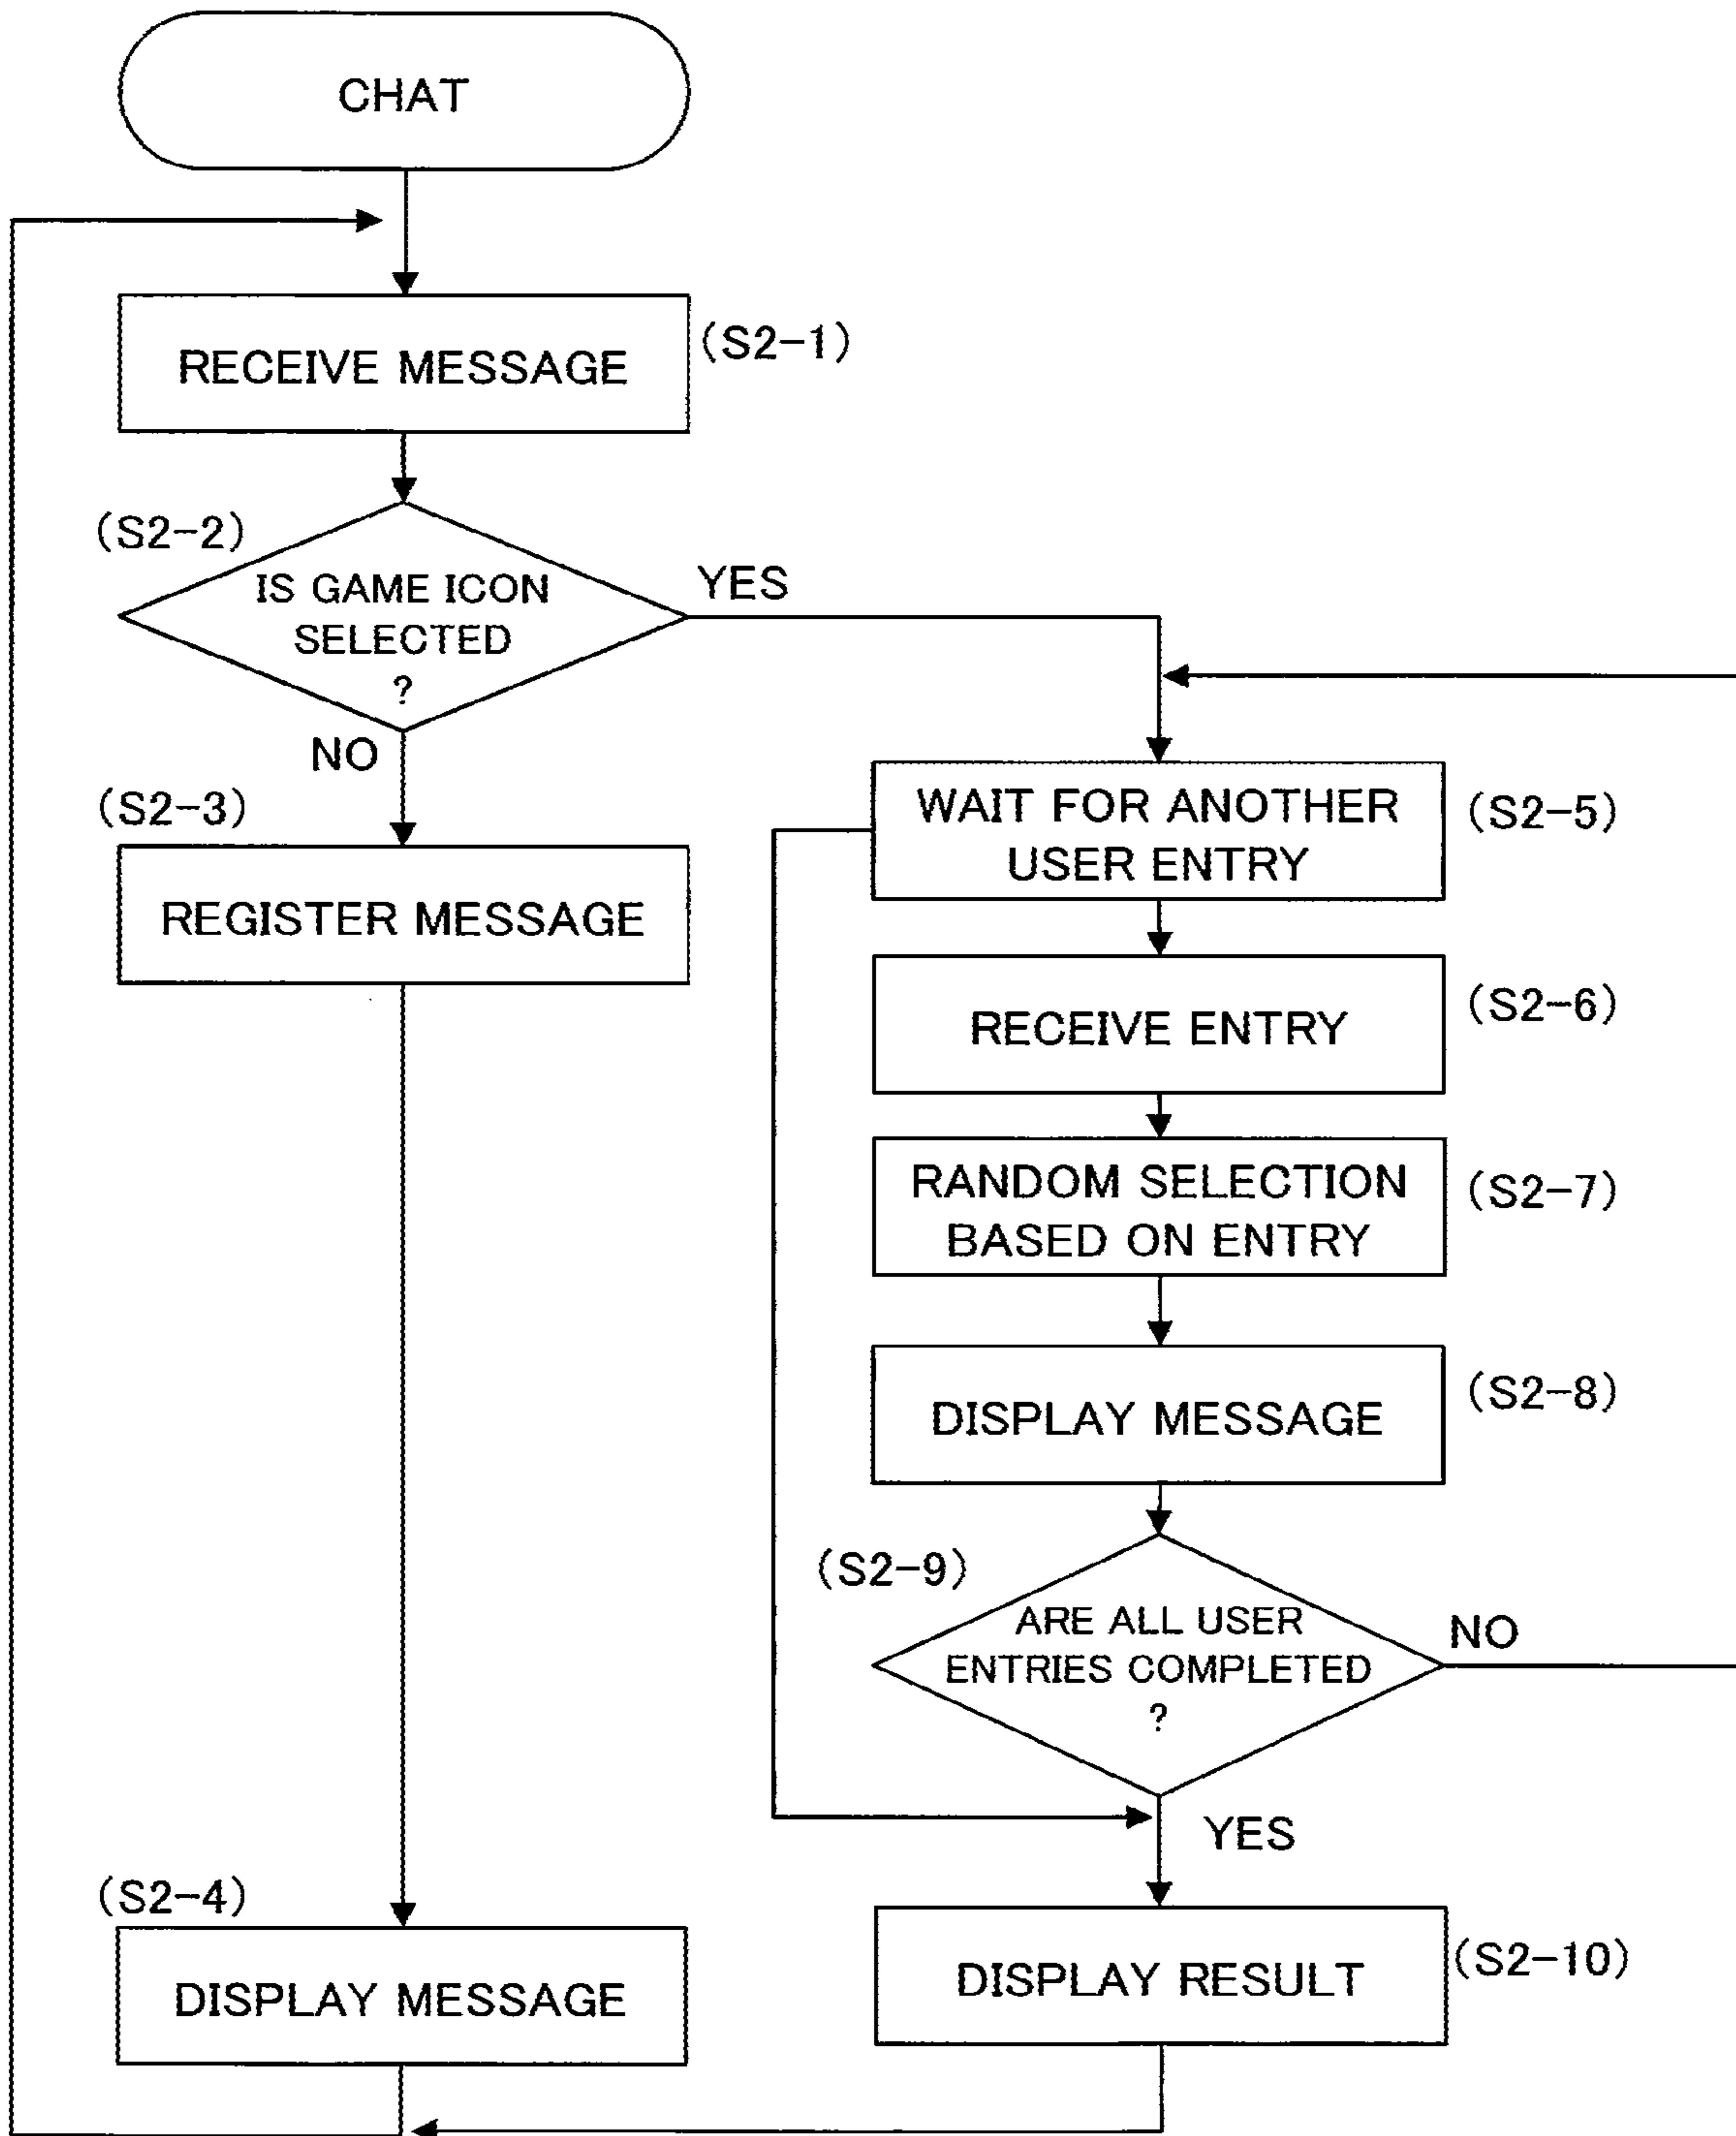 CHAT
RECEIVE MESSAGE
(S2-1)
(S2-2)
IS GAME ICON
SELECTED
?
YES
NO
(S2-3)
REGISTER MESSAGE
WAIT FOR ANOTHER
USER ENTRY
(S2-5)
RECEIVE ENTRY
(S2-6)
RANDOM SELECTION
BASED ON ENTRY
(S2-7)
DISPLAY MESSAGE
(S2-8)
(S2-9)
ARE ALL USER
ENTRIES COMPLETED
?
NO
YES
(S2-4)
DISPLAY MESSAGE
DISPLAY RESULT
(S2-10)